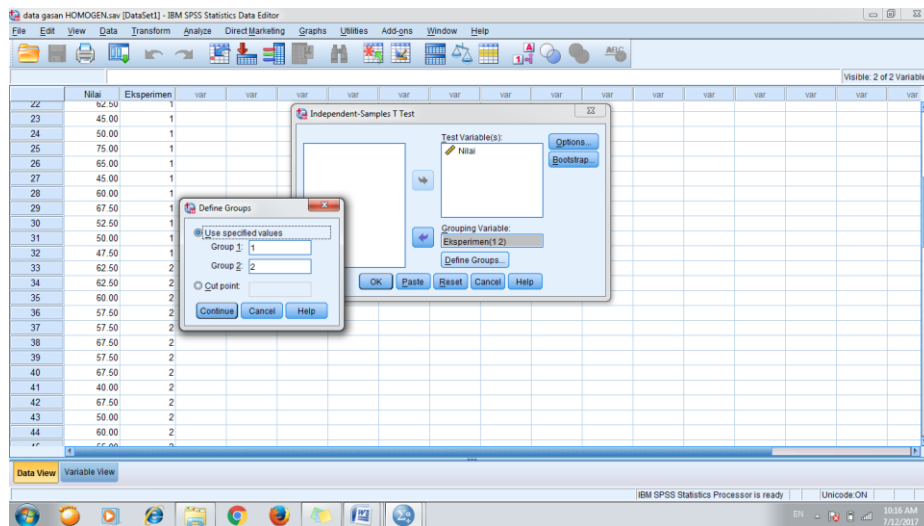 data gasan HOMOGEN.sav [DataSet1] - IBM SPSS Statistics Data Editor
File Edit View Data Transform Analyze Direct Marketing Graphs Utilities Add-ons Window Help
Visible: 2 of 2 Variable
Nilai Eksperimen var var var var var var var var var var var var var
22 62.50 1
23 45.00 1
24 50.00 1
25 75.00 1
26 65.00 1
27 45.00 1
28 60.00 1
29 67.50 1
30 52.50 1
31 50.00 1
32 47.50 1
33 62.50 2
34 62.50 2
35 60.00 2
36 57.50 2
37 57.50 2
38 67.50 2
39 57.50 2
40 67.50 2
41 40.00 2
42 67.50 2
43 50.00 2
44 60.00 2
Independent-Samples T Test
Test Variable(s):
Nilai
Options...
Bootstrap...
Grouping Variable:
Eksperimen(1 2)
Define Groups...
OK Paste Reset Cancel Help
Define Groups
Use specified values
Group 1: 1
Group 2: 2
Cut point:
Continue Cancel Help
Data View Variable View
IBM SPSS Statistics Processor is ready Unicode:ON
EN 10:16 AM
7/12/2017